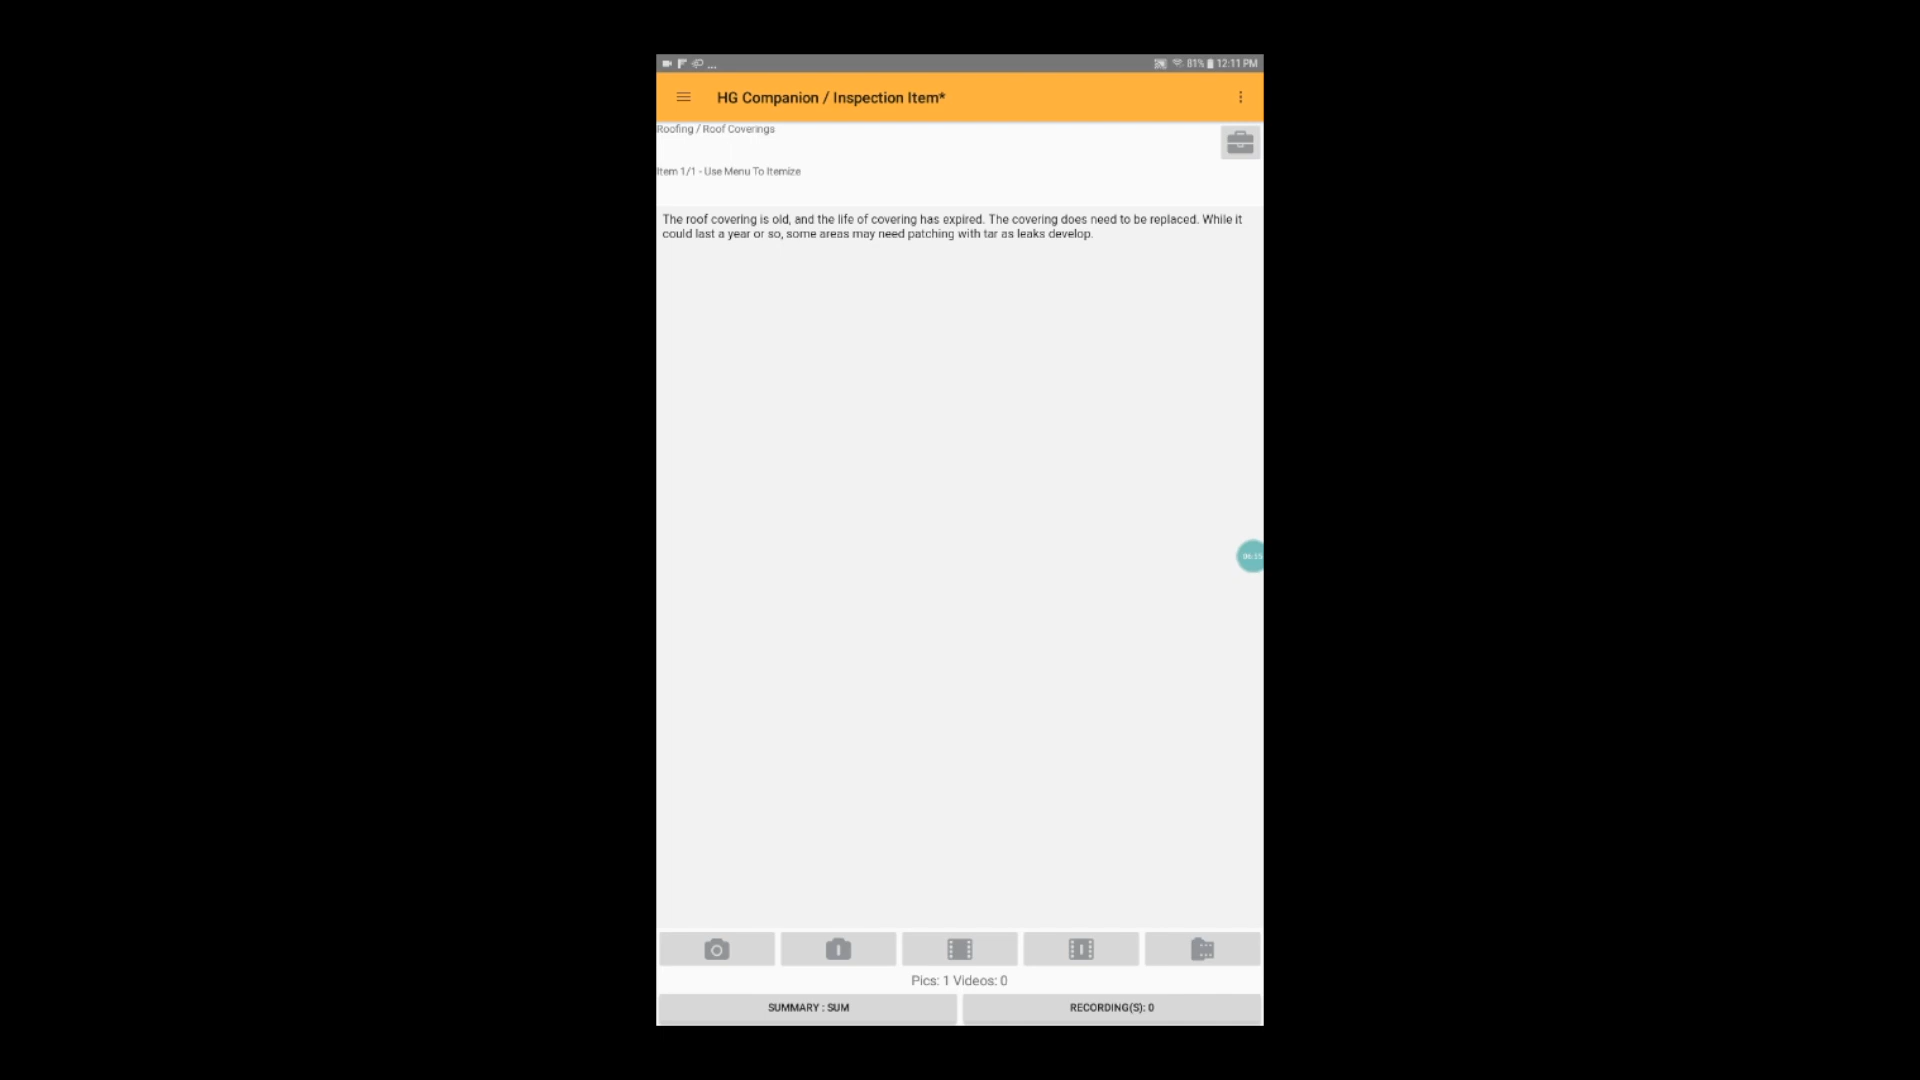 81% 12:11 PM
HG Companion / Inspection Item*
Roofing / Roof Coverings
Item 1/1 - Use Menu To Itemize
The roof covering is old, and the life of covering has expired. The covering does need to be replaced. While it
could last a year or so, some areas may need patching with tar as leaks develop.
06:15
Pics: 1 Videos: 0
SUMMARY : SUM
RECORDING(S): 0